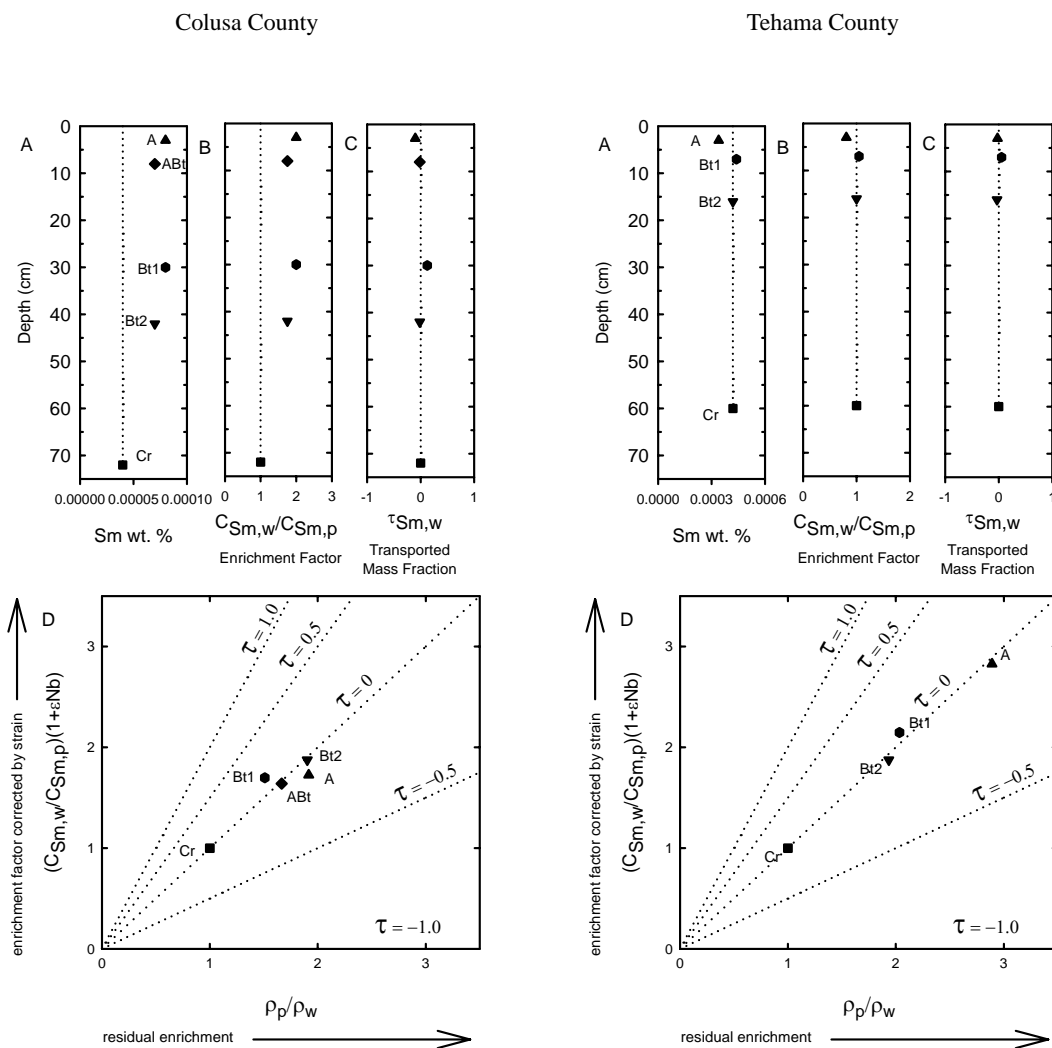 Colusa County
Tehama County
A
B
C
0
10
20
30
40
50
60
70
Depth (cm)
A
ABt
Bt1
Bt2
Cr
0.00000 0.00005 0.00010
0 1 2 3
-1 0 1
Sm wt. %
CSm,w/CSm,p
Enrichment Factor
τSm,w
Transported
Mass Fraction
A
B
C
0
10
20
30
40
50
60
70
Depth (cm)
A
Bt1
Bt2
Cr
0.0000 0.0003 0.0006
0 1 2
-1 0 1
Sm wt. %
CSm,w/CSm,p
Enrichment Factor
τSm,w
Transported
Mass Fraction
D
enrichment factor corrected by strain
(CSm,w/CSm,p)(1+εNb)
3
2
1
0
τ = 1.0
τ = 0.5
τ = 0
τ = −0.5
τ = −1.0
Bt2
Bt1
A
ABt
Cr
0 1 2 3
ρp/ρw
residual enrichment
D
enrichment factor corrected by strain
(CSm,w/CSm,p)(1+εNb)
3
2
1
0
τ = 1.0
τ = 0.5
τ = 0
τ = −0.5
τ = −1.0
A
Bt1
Bt2
Cr
0 1 2 3
ρp/ρw
residual enrichment